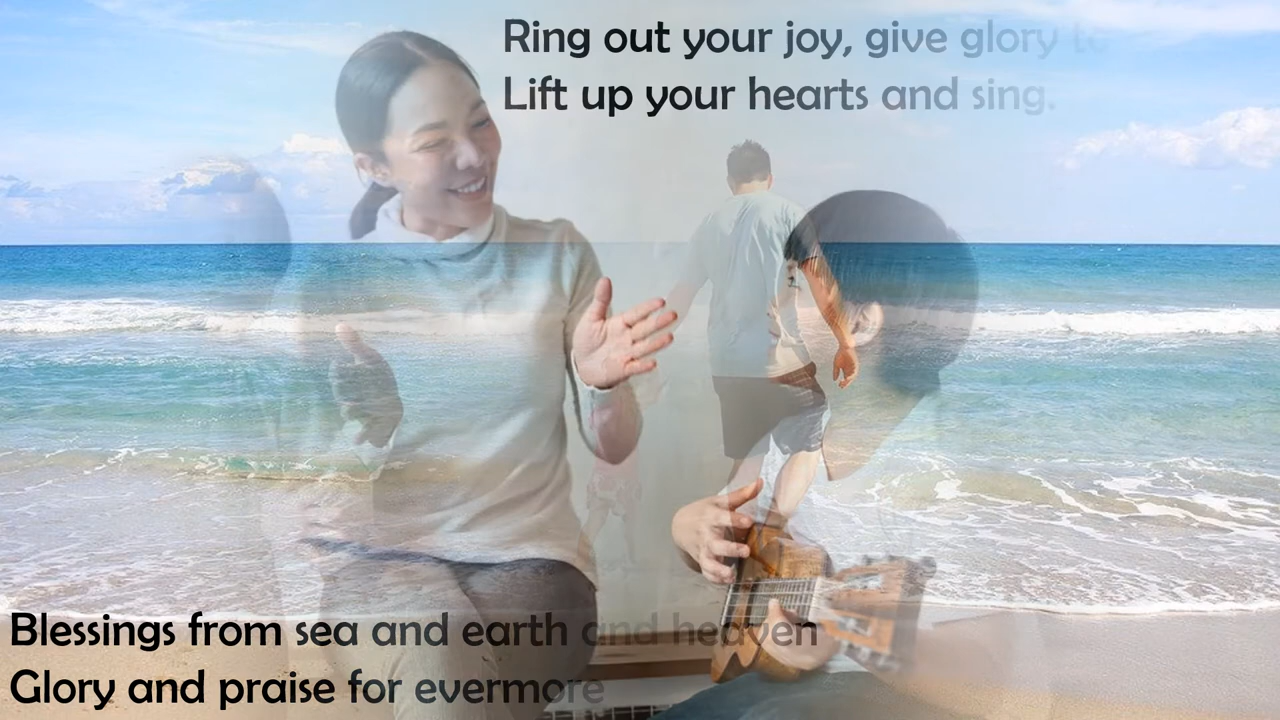 Ring out your joy, give glory to
Lift up your hearts and sing.
Blessings from sea and earth and heaven
Glory and praise for evermore